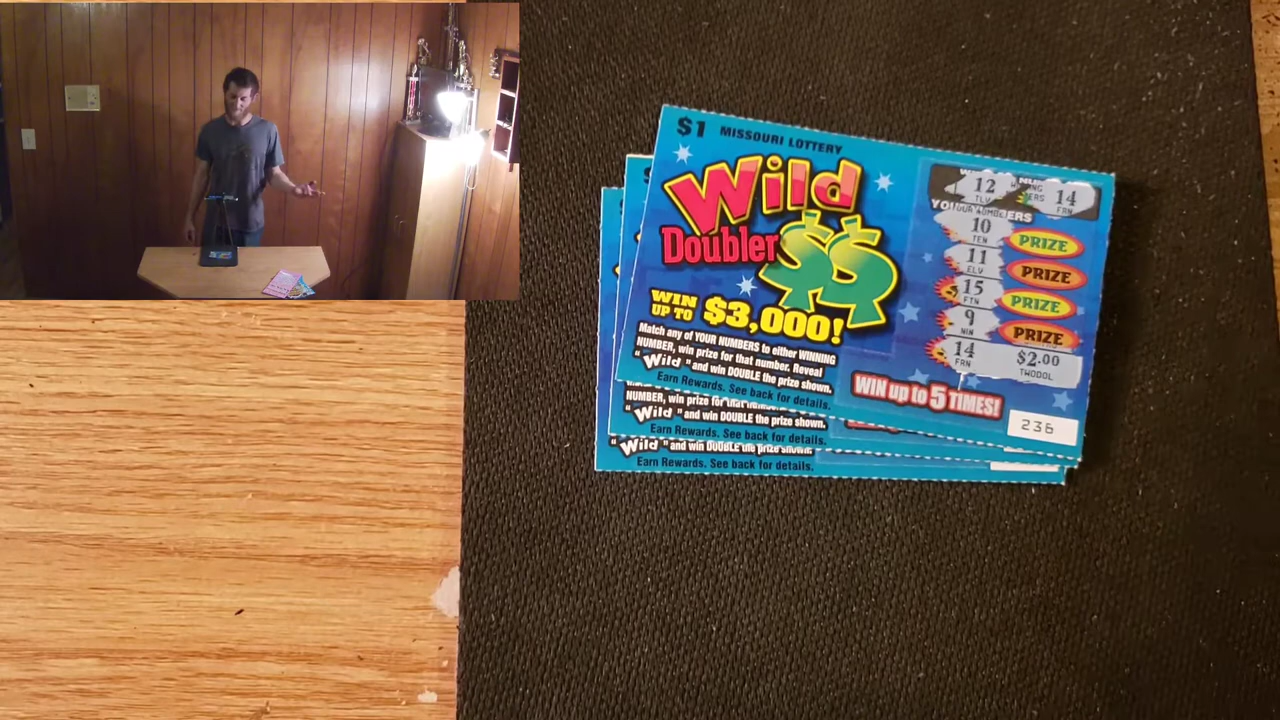 $1 MISSOURI LOTTERY
Wild
Doubler $$
WIN UP TO $3,000!
Match any of YOUR NUMBERS to either WINNING
NUMBER, win prize for that number. Reveal
"Wild" and win DOUBLE the prize shown.
Earn Rewards. See back for details.
12
TLV
14
FRN
10
TEN
PRIZE
11
ELV
PRIZE
15
FTN
PRIZE
9
NIN
PRIZE
14
FRN
$2.00
TWODOL
WIN up to 5 TIMES!
236
NUMBER, win prize for that number. Reveal
"Wild" and win DOUBLE the prize shown.
Earn Rewards. See back for details.
"Wild" and win DOUBLE the prize shown.
Earn Rewards. See back for details.